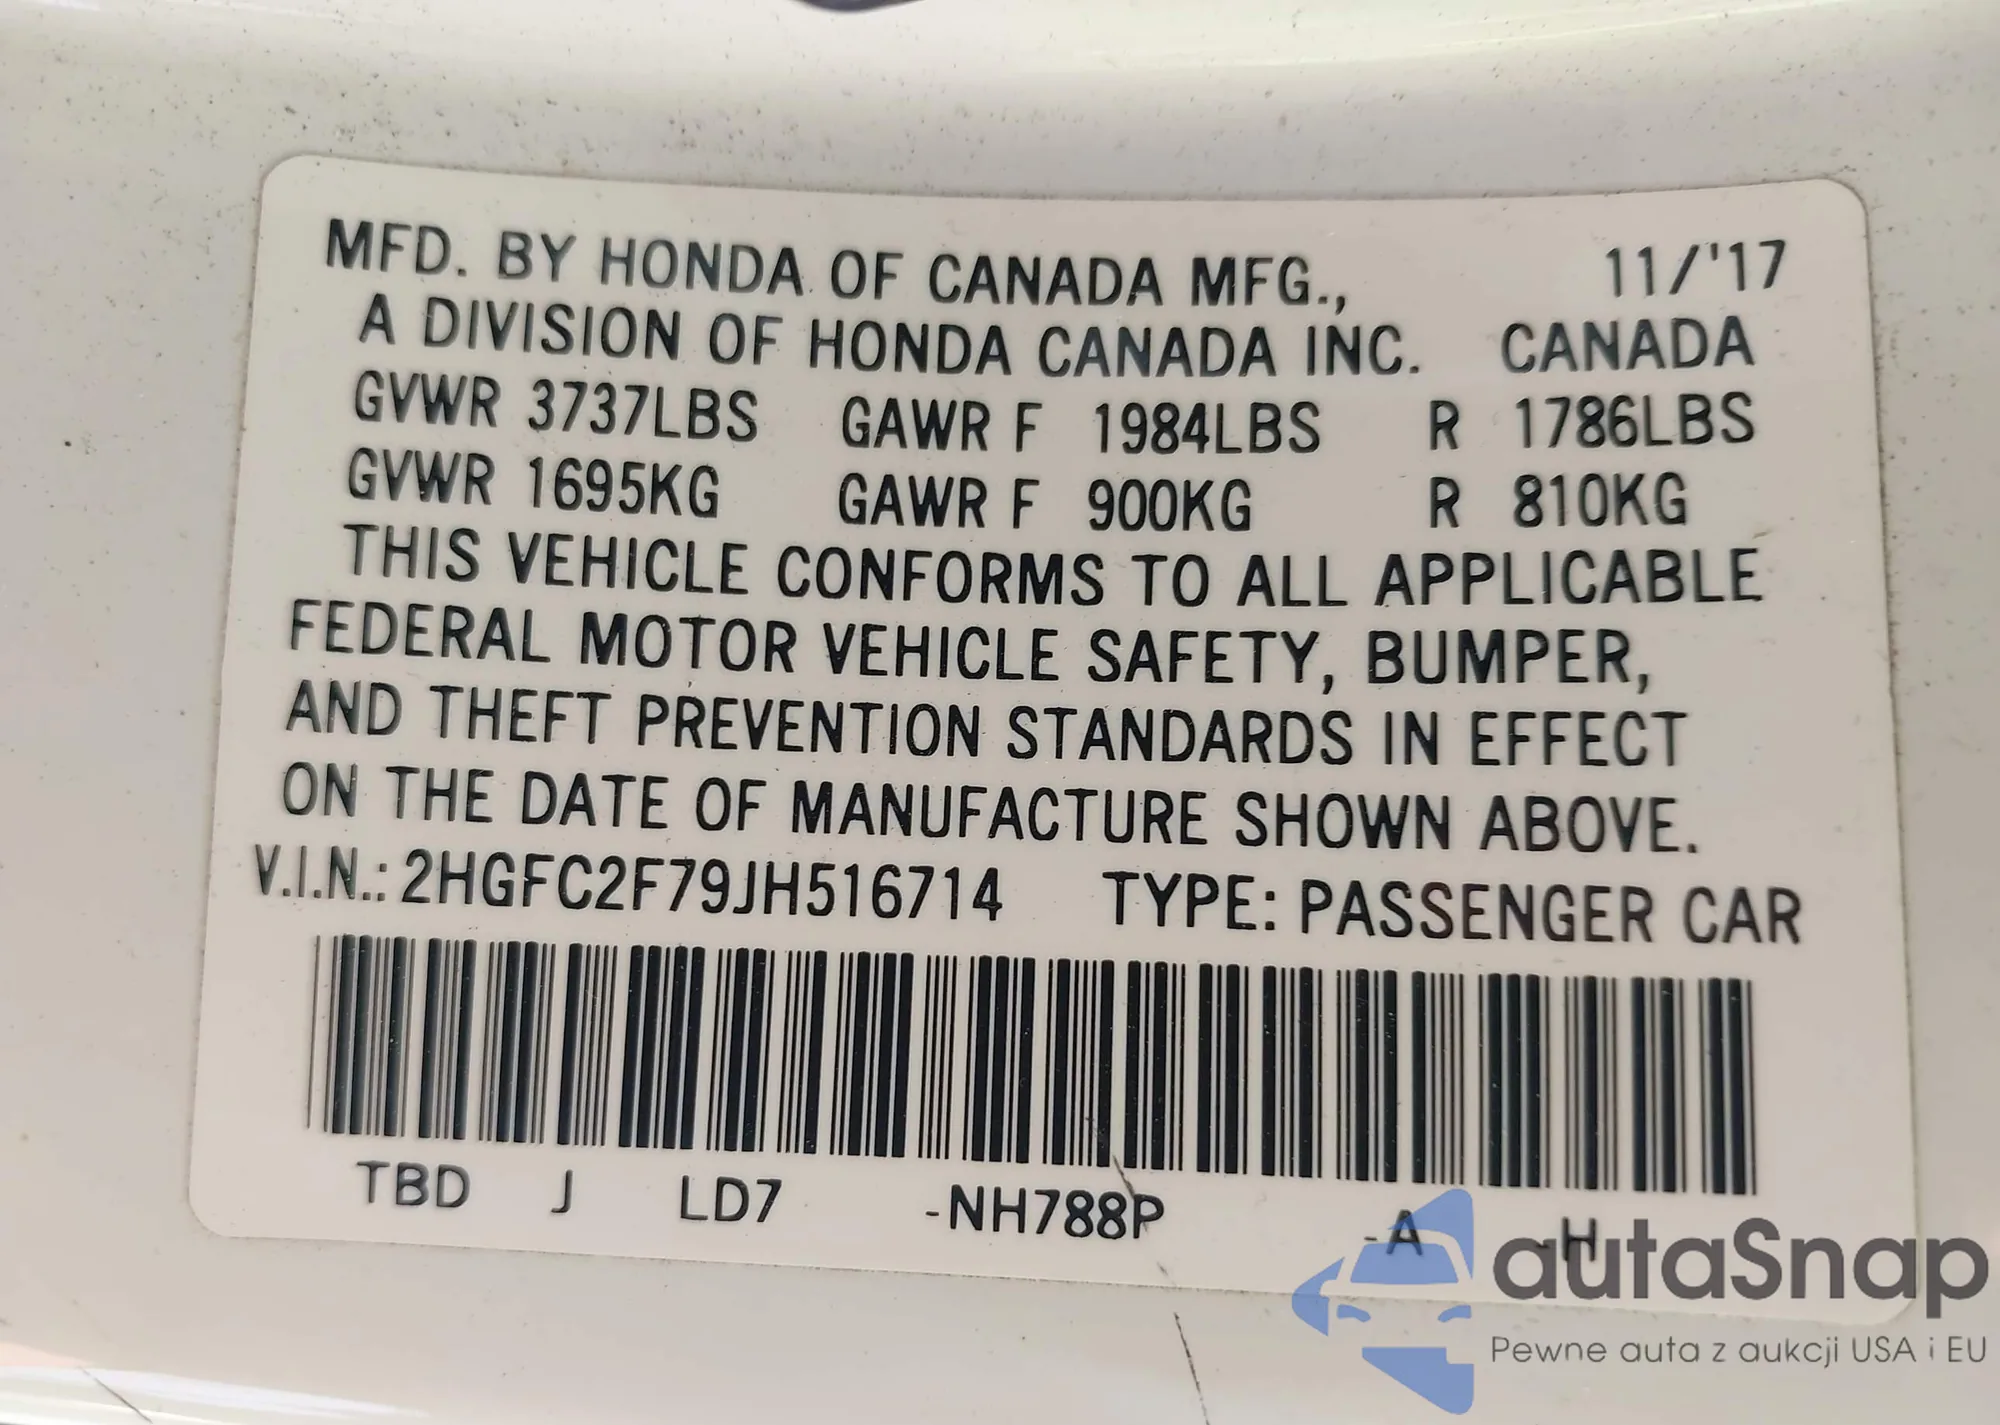 MFD. BY HONDA OF CANADA MFG., 11/'17
A DIVISION OF HONDA CANADA INC. CANADA
GVWR 3737LBS GAWR F 1984LBS R 1786LBS
GVWR 1695KG GAWR F 900KG R 810KG
THIS VEHICLE CONFORMS TO ALL APPLICABLE
FEDERAL MOTOR VEHICLE SAFETY, BUMPER,
AND THEFT PREVENTION STANDARDS IN EFFECT
ON THE DATE OF MANUFACTURE SHOWN ABOVE.
V.I.N.: 2HGFC2F79JH516714 TYPE: PASSENGER CAR
TBD J LD7 -NH788P -A -H
autaSnap
Pewne auta z aukcji USA i EU